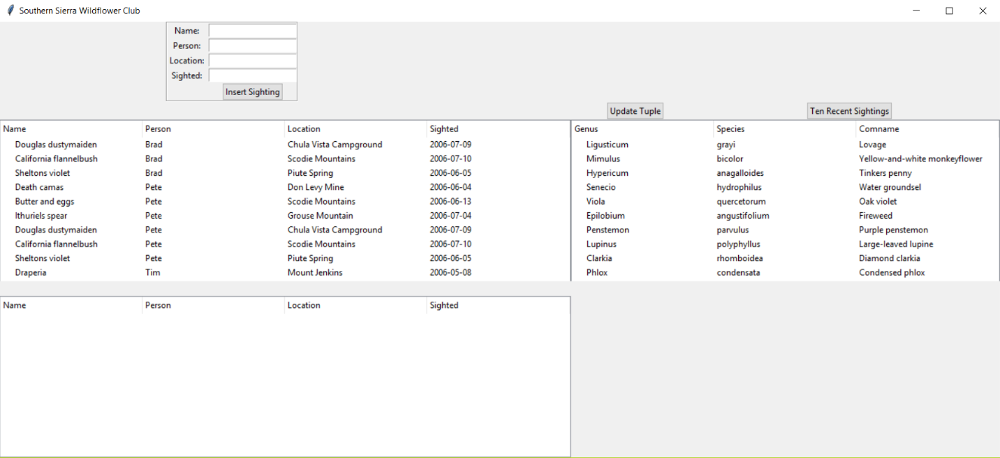 Southern Sierra Wildflower Club
Name:
Person:
Location:
Sighted:
Insert Sighting
Update Tuple Ten Recent Sightings
Name Person Location Sighted Genus Species Comname
Douglas dustymaiden Brad Chula Vista Campground 2006-07-09 Ligusticum grayi Lovage
California flannelbush Brad Scodie Mountains 2006-07-10 Mimulus bicolor Yellow-and-white monkeyflower
Sheltons violet Brad Piute Spring 2006-06-05 Hypericum anagalloides Tinkers penny
Death camas Pete Don Levy Mine 2006-06-04 Senecio hydrophilus Water groundsel
Butter and eggs Pete Scodie Mountains 2006-06-13 Viola quercetorum Oak violet
Ithuriels spear Pete Grouse Mountain 2006-07-04 Epilobium angustifolium Fireweed
Douglas dustymaiden Pete Chula Vista Campground 2006-07-09 Penstemon parvulus Purple penstemon
California flannelbush Pete Scodie Mountains 2006-07-10 Lupinus polyphyllus Large-leaved lupine
Sheltons violet Pete Piute Spring 2006-06-05 Clarkia rhomboidea Diamond clarkia
Draperia Tim Mount Jenkins 2006-05-08 Phlox condensata Condensed phlox
Name Person Location Sighted